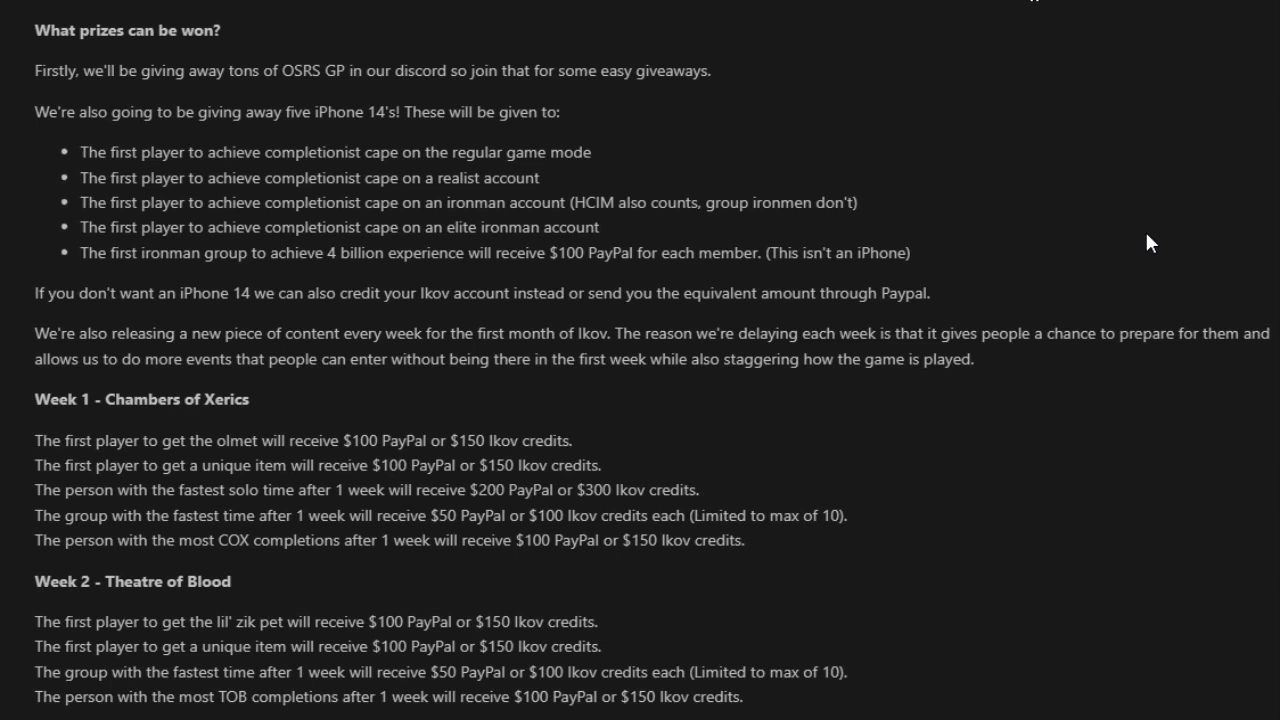 What prizes can be won?
Firstly, we'll be giving away tons of OSRS GP in our discord so join that for some easy giveaways.
We're also going to be giving away five iPhone 14's! These will be given to:
• The first player to achieve completionist cape on the regular game mode
• The first player to achieve completionist cape on a realist account
• The first player to achieve completionist cape on an ironman account (HCIM also counts, group ironmen don't)
• The first player to achieve completionist cape on an elite ironman account
• The first ironman group to achieve 4 billion experience will receive $100 PayPal for each member. (This isn't an iPhone)
If you don't want an iPhone 14 we can also credit your Ikov account instead or send you the equivalent amount through Paypal.
We're also releasing a new piece of content every week for the first month of Ikov. The reason we're delaying each week is that it gives people a chance to prepare for them and
allows us to do more events that people can enter without being there in the first week while also staggering how the game is played.
Week 1 - Chambers of Xerics
The first player to get the olmet will receive $100 PayPal or $150 Ikov credits.
The first player to get a unique item will receive $100 PayPal or $150 Ikov credits.
The person with the fastest solo time after 1 week will receive $200 PayPal or $300 Ikov credits.
The group with the fastest time after 1 week will receive $50 PayPal or $100 Ikov credits each (Limited to max of 10).
The person with the most COX completions after 1 week will receive $100 PayPal or $150 Ikov credits.
Week 2 - Theatre of Blood
The first player to get the lil' zik pet will receive $100 PayPal or $150 Ikov credits.
The first player to get a unique item will receive $100 PayPal or $150 Ikov credits.
The group with the fastest time after 1 week will receive $50 PayPal or $100 Ikov credits each (Limited to max of 10).
The person with the most TOB completions after 1 week will receive $100 PayPal or $150 Ikov credits.